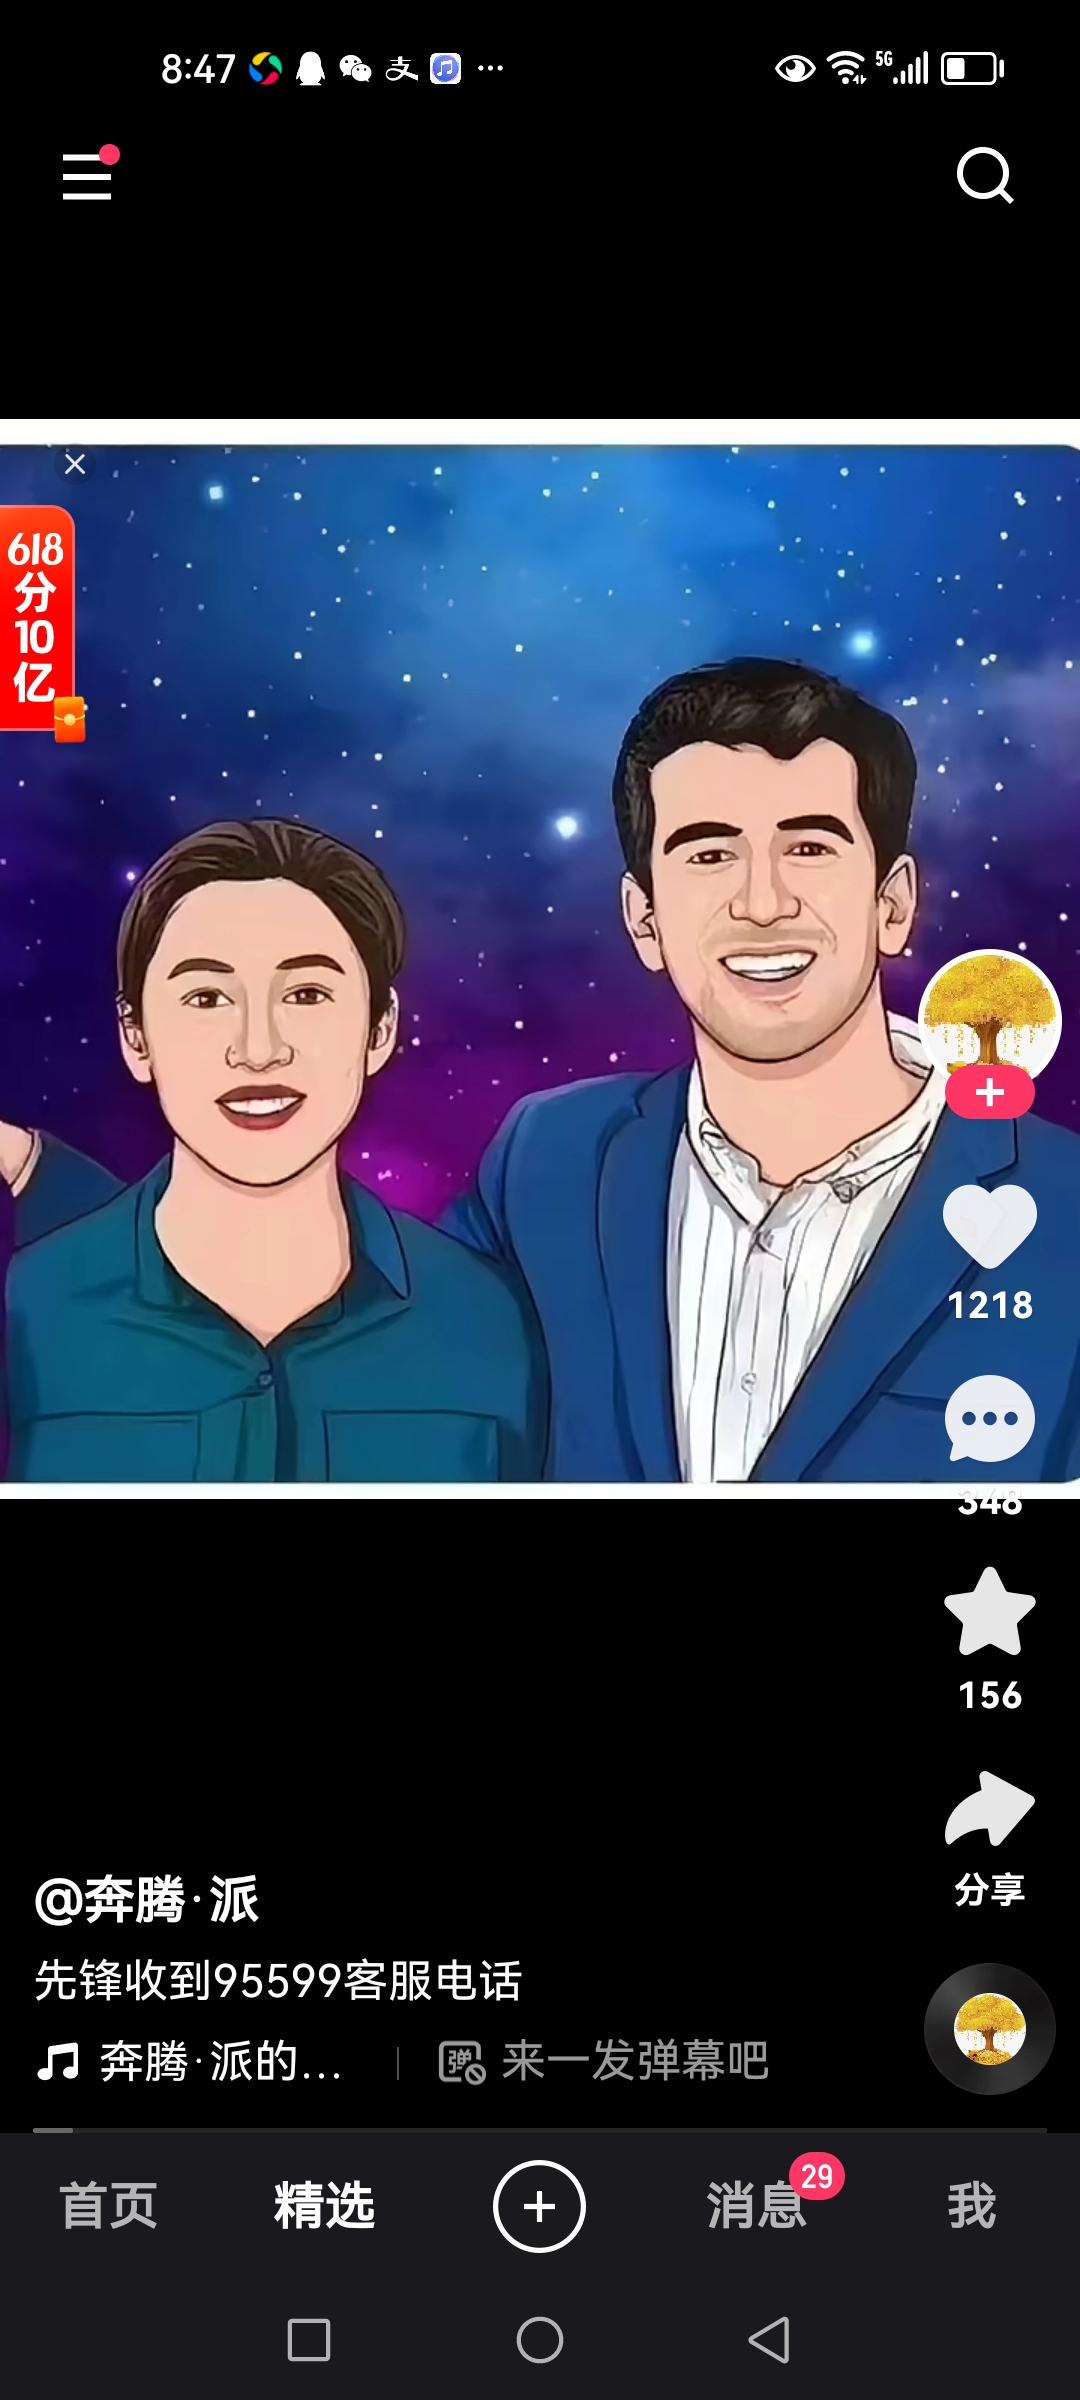 8:47
5G
618
分
10
亿
1218
348
156
分享
@奔腾·派
先锋收到95599客服电话
奔腾·派的...
弹 来一发弹幕吧
首页
精选
消息
29
我